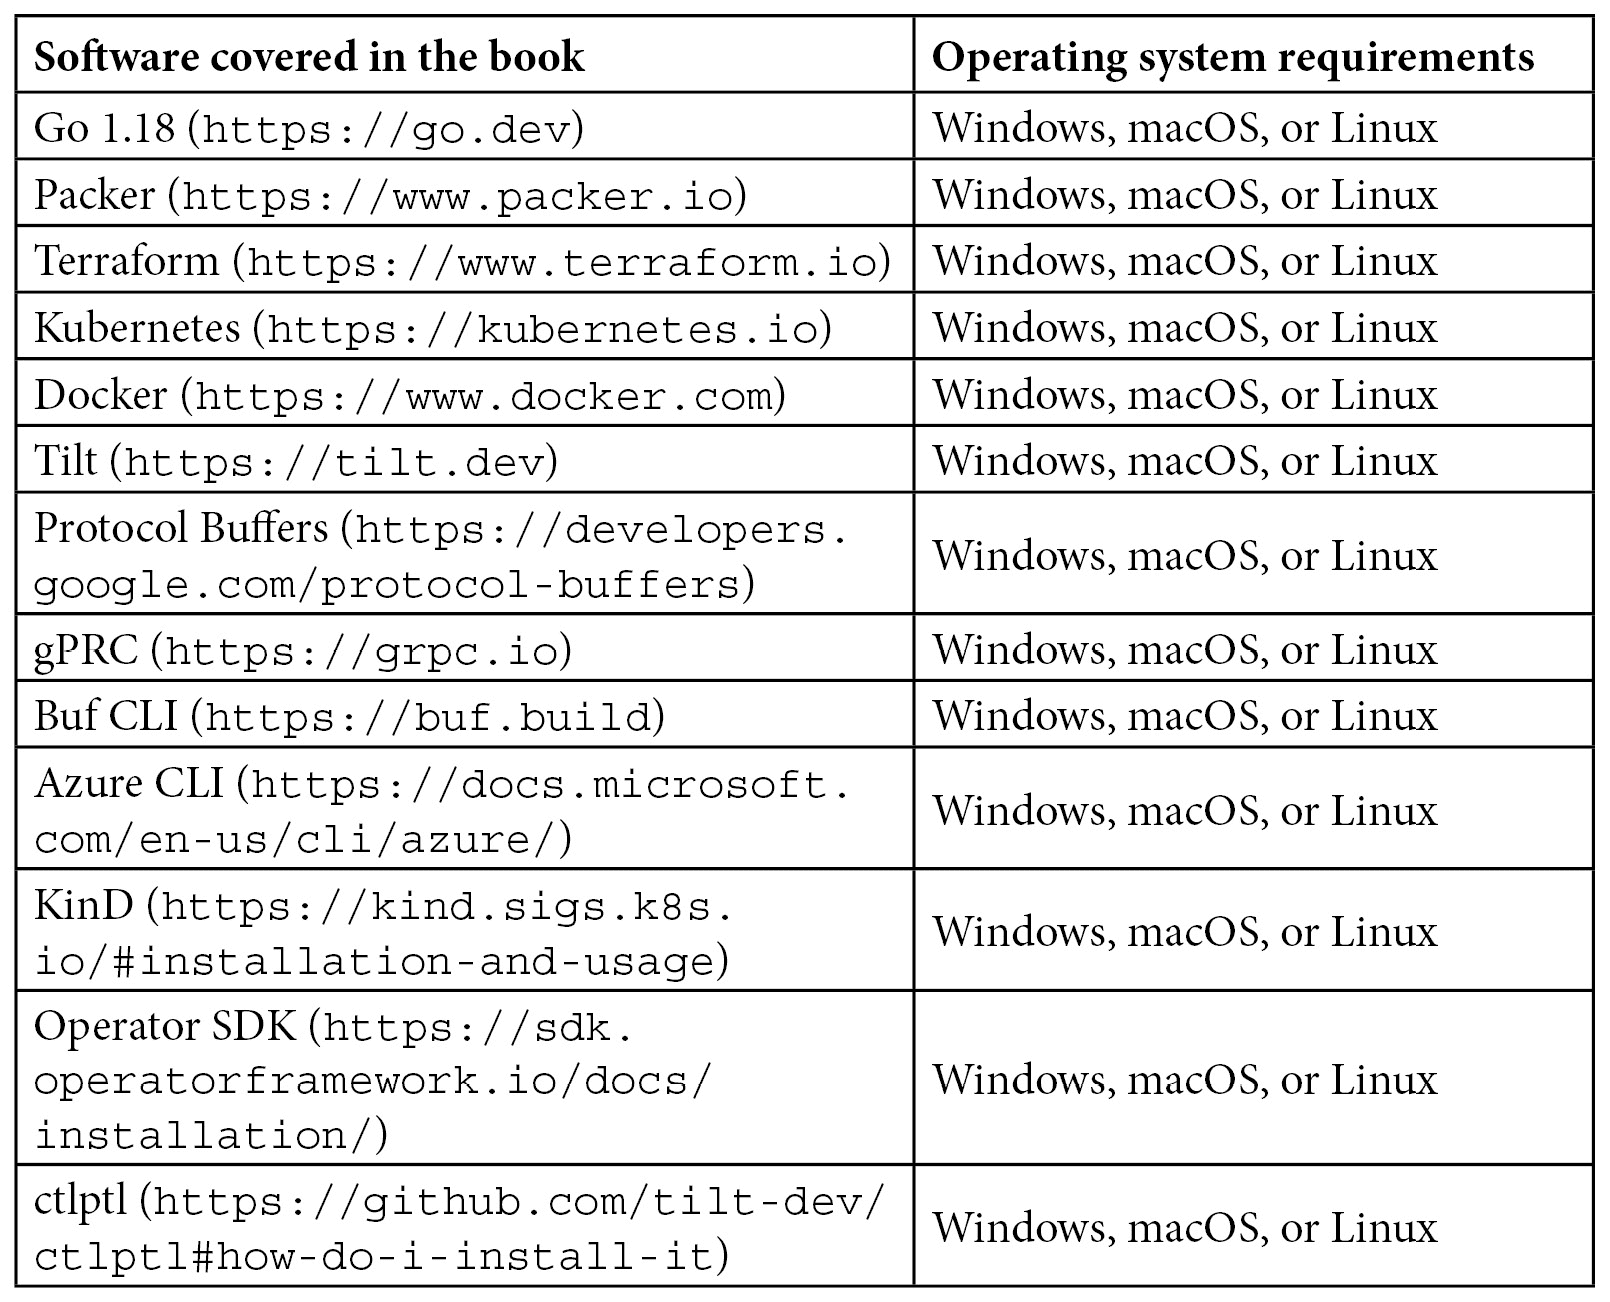 Software covered in the book
Operating system requirements
Go 1.18 (https://go.dev)
Windows, macOS, or Linux
Packer (https://www.packer.io)
Windows, macOS, or Linux
Terraform (https://www.terraform.io)
Windows, macOS, or Linux
Kubernetes (https://kubernetes.io)
Windows, macOS, or Linux
Docker (https://www.docker.com)
Windows, macOS, or Linux
Tilt (https://tilt.dev)
Windows, macOS, or Linux
Protocol Buffers (https://developers.
google.com/protocol-buffers)
Windows, macOS, or Linux
gPRC (https://grpc.io)
Windows, macOS, or Linux
Buf CLI (https://buf.build)
Windows, macOS, or Linux
Azure CLI (https://docs.microsoft.
com/en-us/cli/azure/)
Windows, macOS, or Linux
KinD (https://kind.sigs.k8s.
io/#installation-and-usage)
Windows, macOS, or Linux
Operator SDK (https://sdk.
operatorframework.io/docs/
installation/)
Windows, macOS, or Linux
ctlptl (https://github.com/tilt-dev/
ctlptl#how-do-i-install-it)
Windows, macOS, or Linux